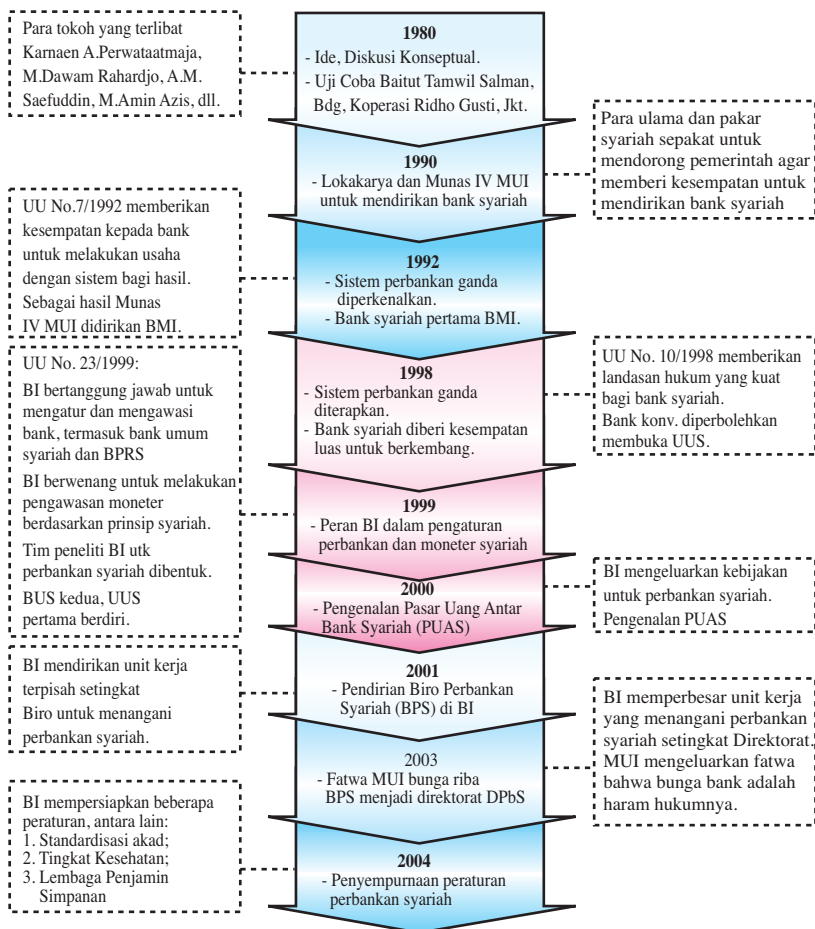 Para tokoh yang terlibat
Karnaen A.Perwataatmaja,
M.Dawam Rahardjo, A.M.
Saefuddin, M.Amin Azis, dll.
1980
- Ide, Diskusi Konseptual.
- Uji Coba Baitut Tamwil Salman,
Bdg, Koperasi Ridho Gusti, Jkt.
Para ulama dan pakar
syariah sepakat untuk
mendorong pemerintah agar
memberi kesempatan untuk
mendirikan bank syariah
1990
- Lokakarya dan Munas IV MUI
untuk mendirikan bank syariah
UU No.7/1992 memberikan
kesempatan kepada bank
untuk melakukan usaha
dengan sistem bagi hasil.
Sebagai hasil Munas
IV MUI didirikan BMI.
1992
- Sistem perbankan ganda
diperkenalkan.
- Bank syariah pertama BMI.
UU No. 10/1998 memberikan
landasan hukum yang kuat
bagi bank syariah.
Bank konv. diperbolehkan
membuka UUS.
1998
- Sistem perbankan ganda
diterapkan.
- Bank syariah diberi kesempatan
luas untuk berkembang.
UU No. 23/1999:
BI bertanggung jawab untuk
mengatur dan mengawasi
bank, termasuk bank umum
syariah dan BPRS
BI berwenang untuk melakukan
pengawasan moneter
berdasarkan prinsip syariah.
Tim peneliti BI utk
perbankan syariah dibentuk.
BUS kedua, UUS
pertama berdiri.
1999
- Peran BI dalam pengaturan
perbankan dan moneter syariah
2000
- Pengenalan Pasar Uang Antar
Bank Syariah (PUAS)
BI mengeluarkan kebijakan
untuk perbankan syariah.
Pengenalan PUAS
BI mendirikan unit kerja
terpisah setingkat
Biro untuk menangani
perbankan syariah.
2001
- Pendirian Biro Perbankan
Syariah (BPS) di BI
BI memperbesar unit kerja
yang menangani perbankan
syariah setingkat Direktorat.
MUI mengeluarkan fatwa
bahwa bunga bank adalah
haram hukumnya.
2003
- Fatwa MUI bunga riba
BPS menjadi direktorat DPbS
BI mempersiapkan beberapa
peraturan, antara lain:
1. Standardisasi akad;
2. Tingkat Kesehatan;
3. Lembaga Penjamin
Simpanan
2004
- Penyempurnaan peraturan
perbankan syariah